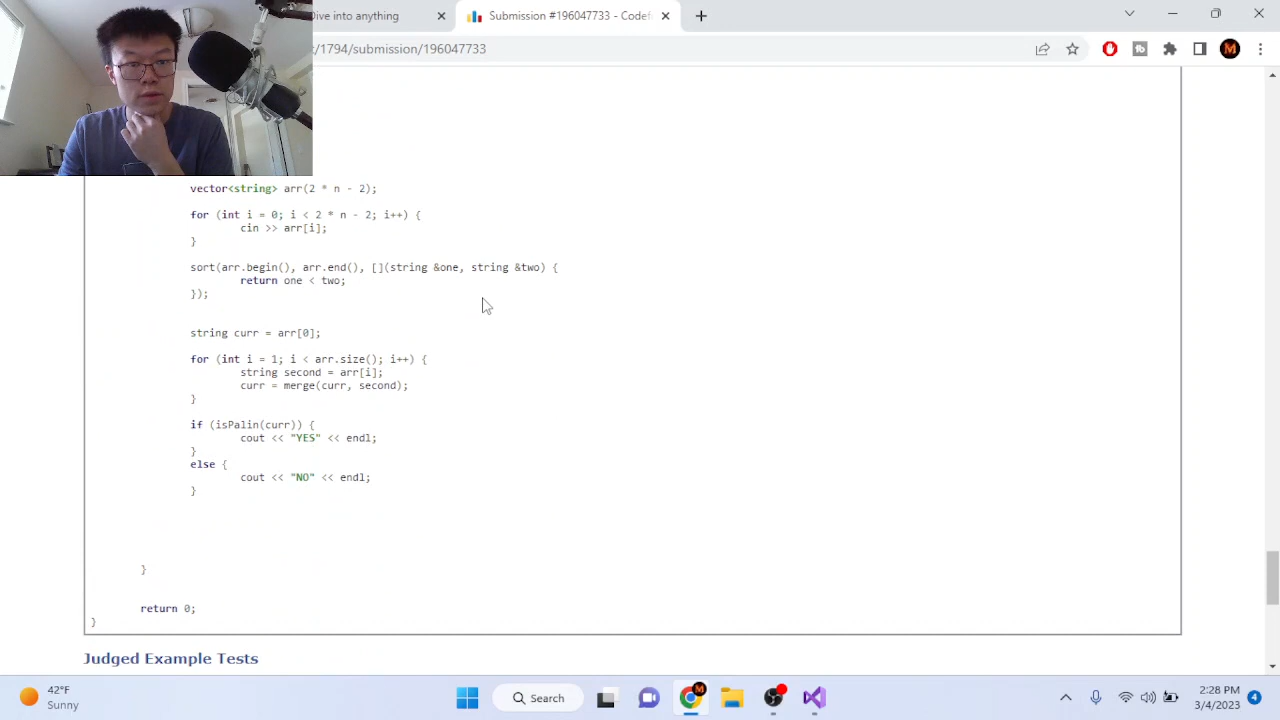 Dive into anything
Submission #196047733 - Codef
t/1794/submission/196047733
vector<string> arr(2 * n - 2);
for (int i = 0; i < 2 * n - 2; i++) {
cin >> arr[i];
}
sort(arr.begin(), arr.end(), [](string &one, string &two) {
return one < two;
});
string curr = arr[0];
for (int i = 1; i < arr.size(); i++) {
string second = arr[i];
curr = merge(curr, second);
}
if (isPalin(curr)) {
cout << "YES" << endl;
}
else {
cout << "NO" << endl;
}
}
return 0;
}
Judged Example Tests
42°F
Sunny
Search
2:28 PM
3/4/2023
4